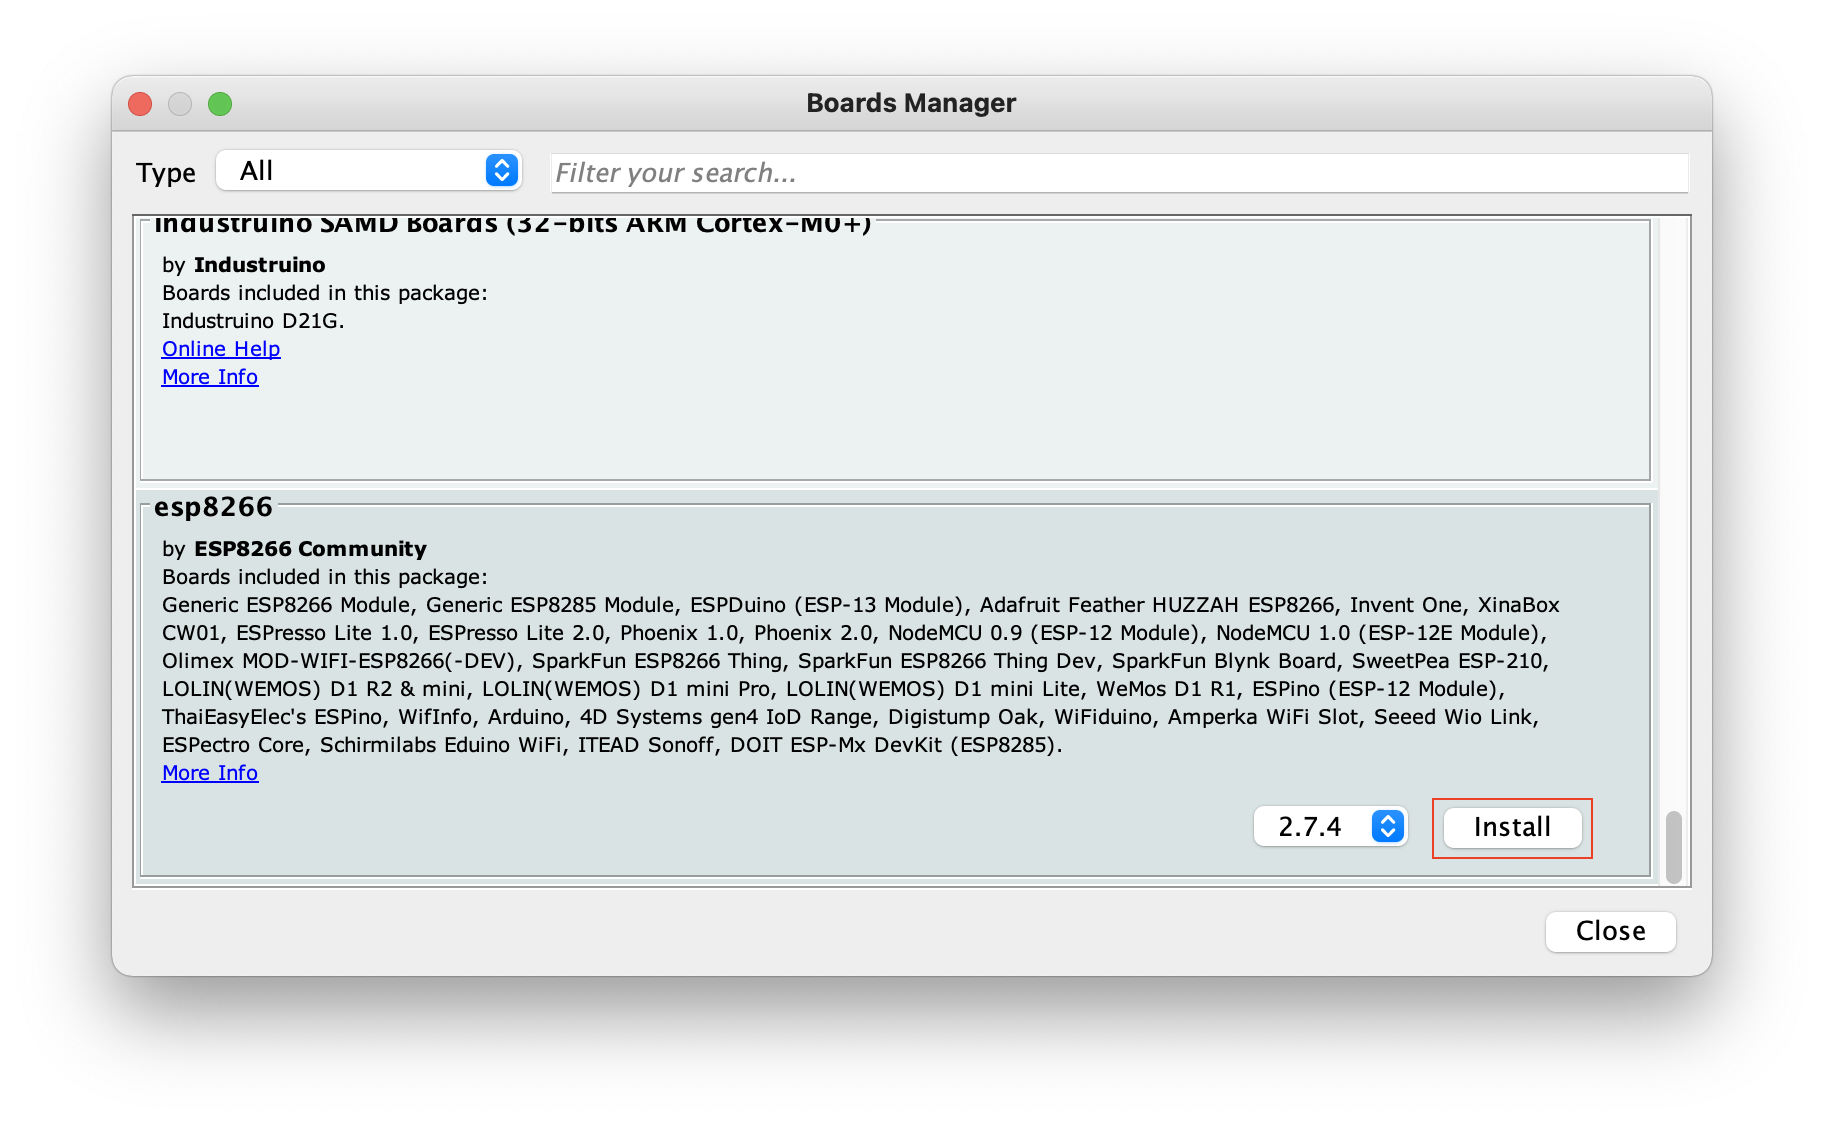 Boards Manager
Type All Filter your search...
Industruino SAMD Boards (32-bits ARM Cortex-M0+)
by Industruino
Boards included in this package:
Industruino D21G.
Online Help
More Info
esp8266
by ESP8266 Community
Boards included in this package:
Generic ESP8266 Module, Generic ESP8285 Module, ESPDuino (ESP-13 Module), Adafruit Feather HUZZAH ESP8266, Invent One, XinaBox
CW01, ESPresso Lite 1.0, ESPresso Lite 2.0, Phoenix 1.0, Phoenix 2.0, NodeMCU 0.9 (ESP-12 Module), NodeMCU 1.0 (ESP-12E Module),
Olimex MOD-WIFI-ESP8266(-DEV), SparkFun ESP8266 Thing, SparkFun ESP8266 Thing Dev, SparkFun Blynk Board, SweetPea ESP-210,
LOLIN(WEMOS) D1 R2 & mini, LOLIN(WEMOS) D1 mini Pro, LOLIN(WEMOS) D1 mini Lite, WeMos D1 R1, ESPino (ESP-12 Module),
ThaiEasyElec's ESPino, WifInfo, Arduino, 4D Systems gen4 IoD Range, Digistump Oak, WiFiduino, Amperka WiFi Slot, Seeed Wio Link,
ESPectro Core, Schirmilabs Eduino WiFi, ITEAD Sonoff, DOIT ESP-Mx DevKit (ESP8285).
More Info
2.7.4 Install
Close